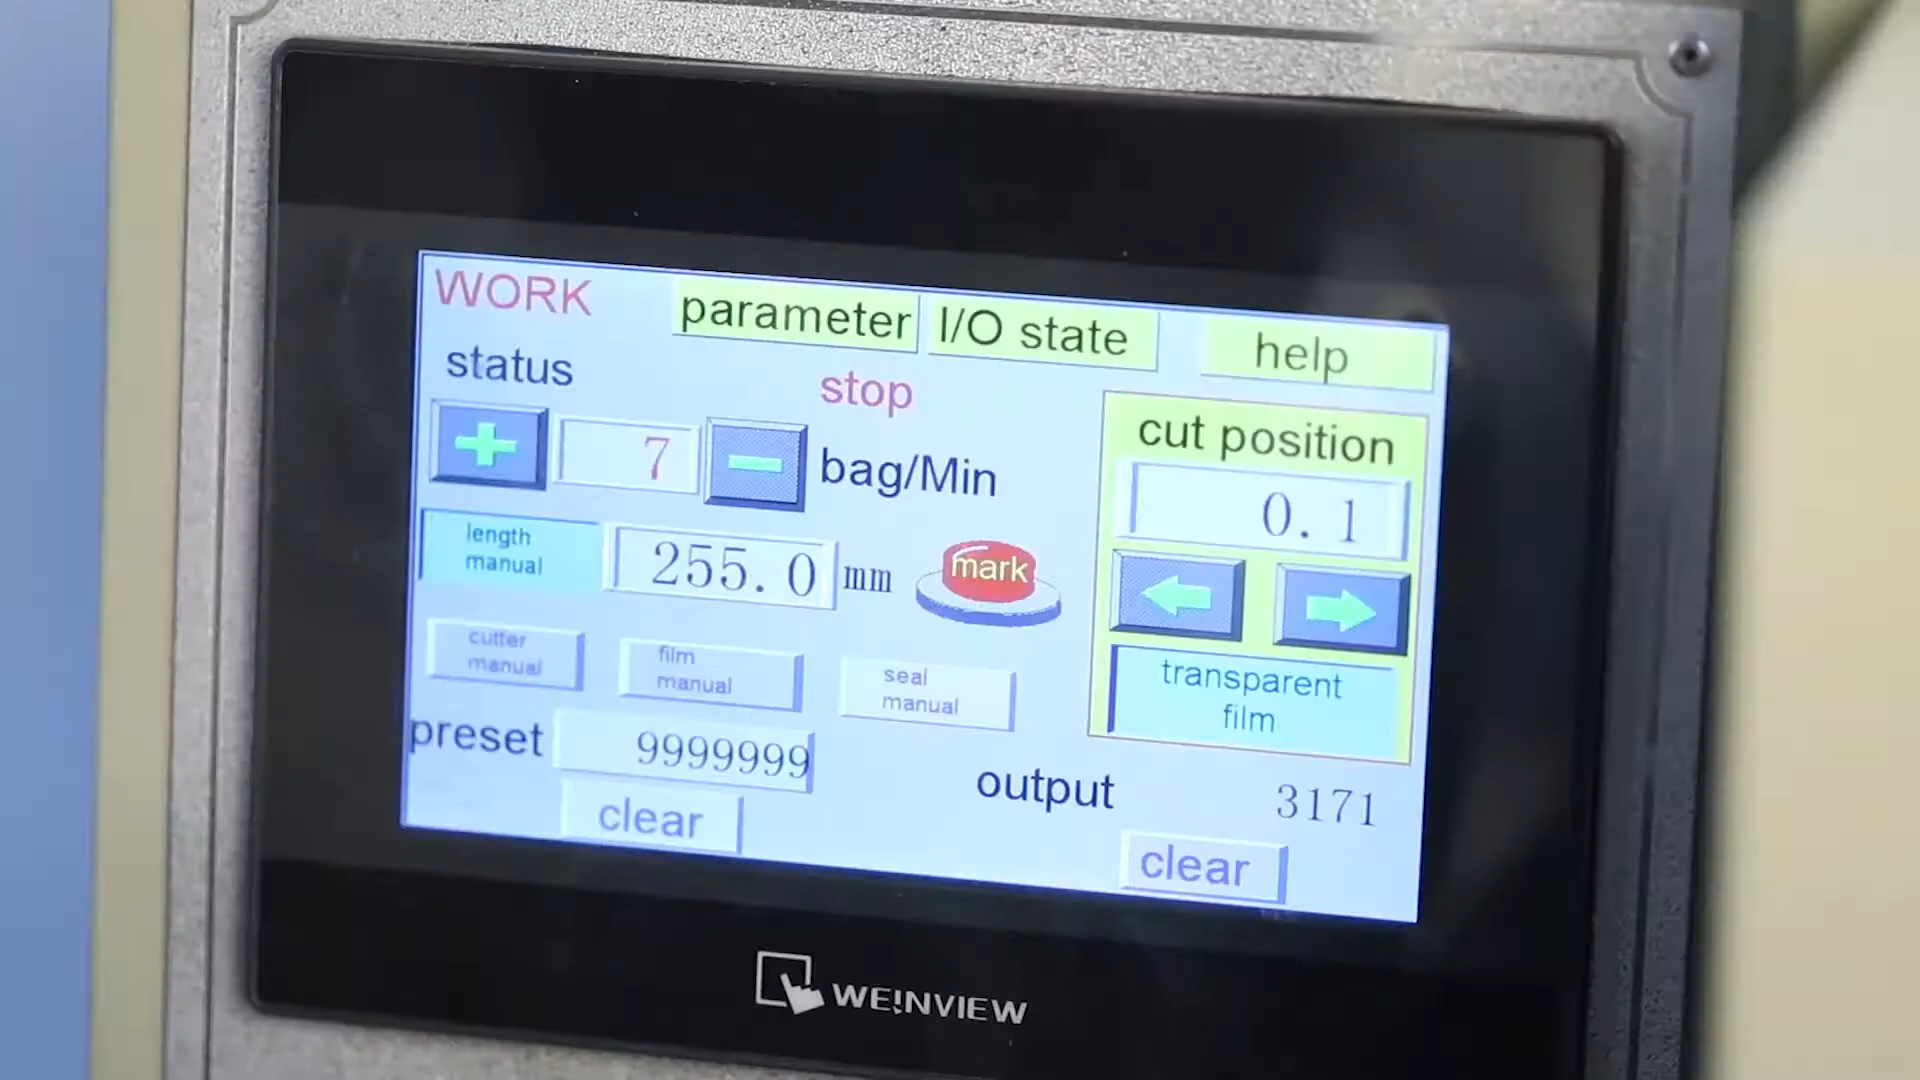 WORK
parameter
I/O state
help
status
stop
cut position
7
bag/Min
0.1
length
manual
255.0
mm
mark
cutter
manual
film
manual
seal
manual
transparent
film
preset
9999999
output
3171
clear
clear
WEINVIEW